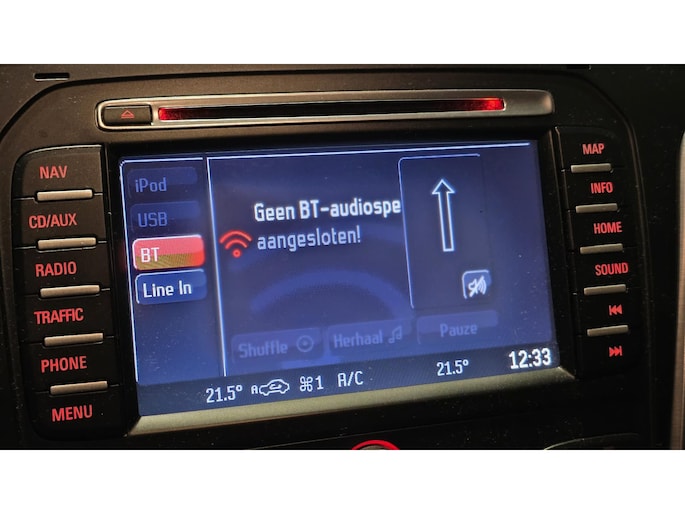 NAV
CD/AUX
RADIO
TRAFFIC
PHONE
MENU
iPod
USB
BT
Line In
Geen BT-audiospe
aangesloten!
Shuffle
Herhaal
Pauze
21.5° A ⌘1 A/C 21.5° 12:33
MAP
INFO
HOME
SOUND